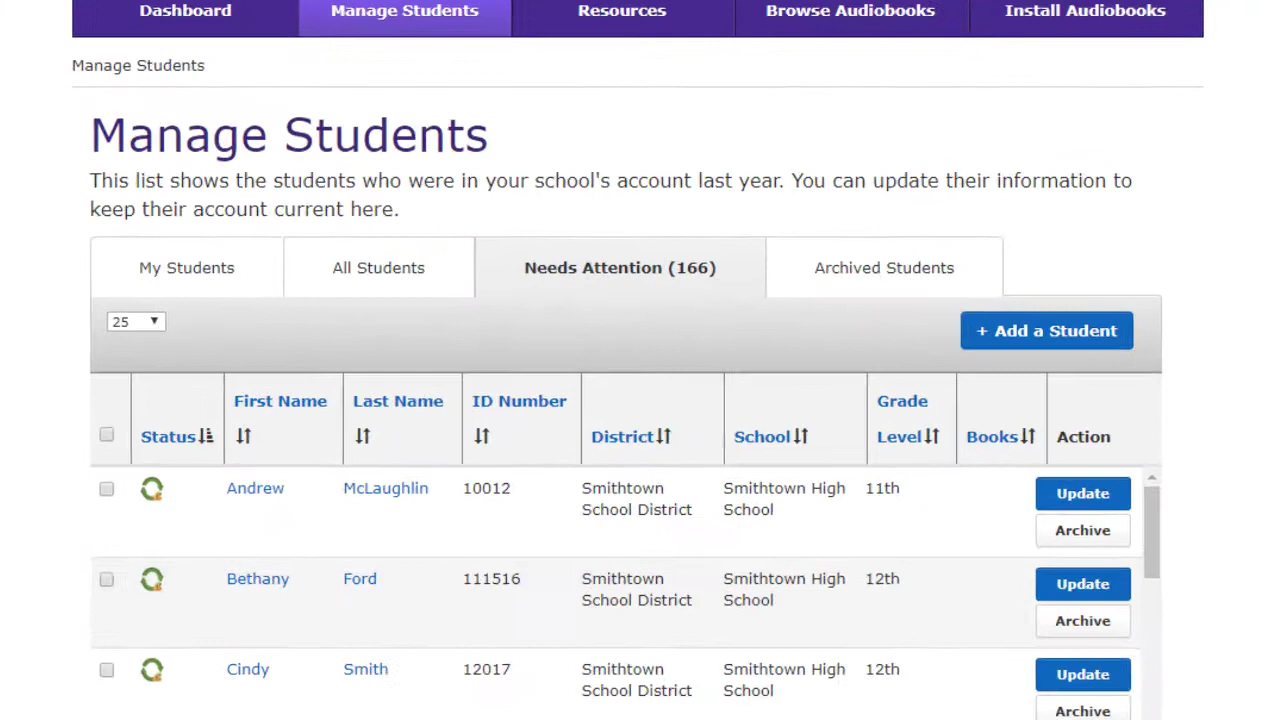 Dashboard Manage Students Resources Browse Audiobooks Install Audiobooks
Manage Students
Manage Students
This list shows the students who were in your school's account last year. You can update their information to
keep their account current here.
My Students All Students Needs Attention (166) Archived Students
25
+ Add a Student
Status First Name Last Name ID Number District School Grade Level Books Action
Andrew McLaughlin 10012 Smithtown Smithtown High 11th Update
School District School Archive
Bethany Ford 111516 Smithtown Smithtown High 12th Update
School District School Archive
Cindy Smith 12017 Smithtown Smithtown High 12th Update
School District School Archive